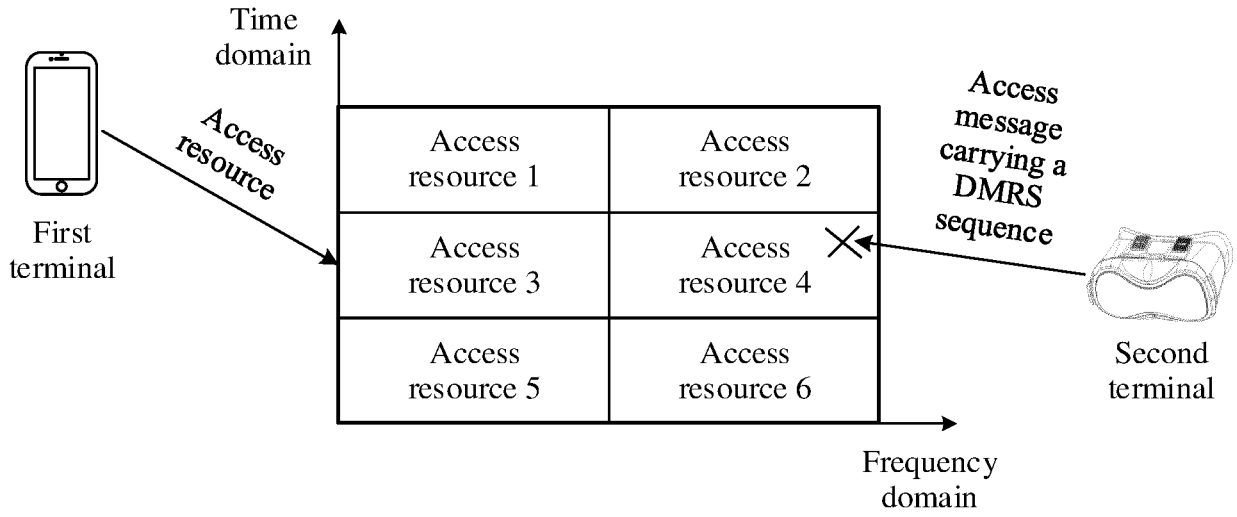 Time
domain
Access
resource
First
terminal
Access
resource 1
Access
resource 2
Access
resource 3
Access
resource 4
Access
resource 5
Access
resource 6
Access
message
carrying a
DMRS
sequence
Second
terminal
Frequency
domain